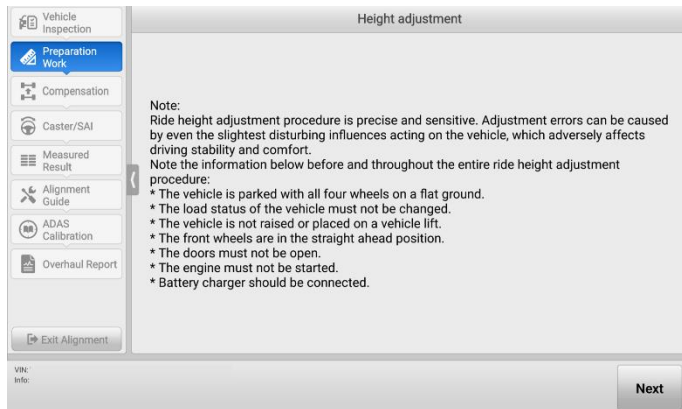 Vehicle
Inspection
Height adjustment
Preparation
Work
Compensation
Caster/SAI
Measured
Result
Alignment
Guide
ADAS
Calibration
Overhaul Report
Exit Alignment
Note:
Ride height adjustment procedure is precise and sensitive. Adjustment errors can be caused
by even the slightest disturbing influences acting on the vehicle, which adversely affects
driving stability and comfort.
Note the information below before and throughout the entire ride height adjustment
procedure:
* The vehicle is parked with all four wheels on a flat ground.
* The load status of the vehicle must not be changed.
* The vehicle is not raised or placed on a vehicle lift.
* The front wheels are in the straight ahead position.
* The doors must not be open.
* The engine must not be started.
* Battery charger should be connected.
VIN:
Info:
Next